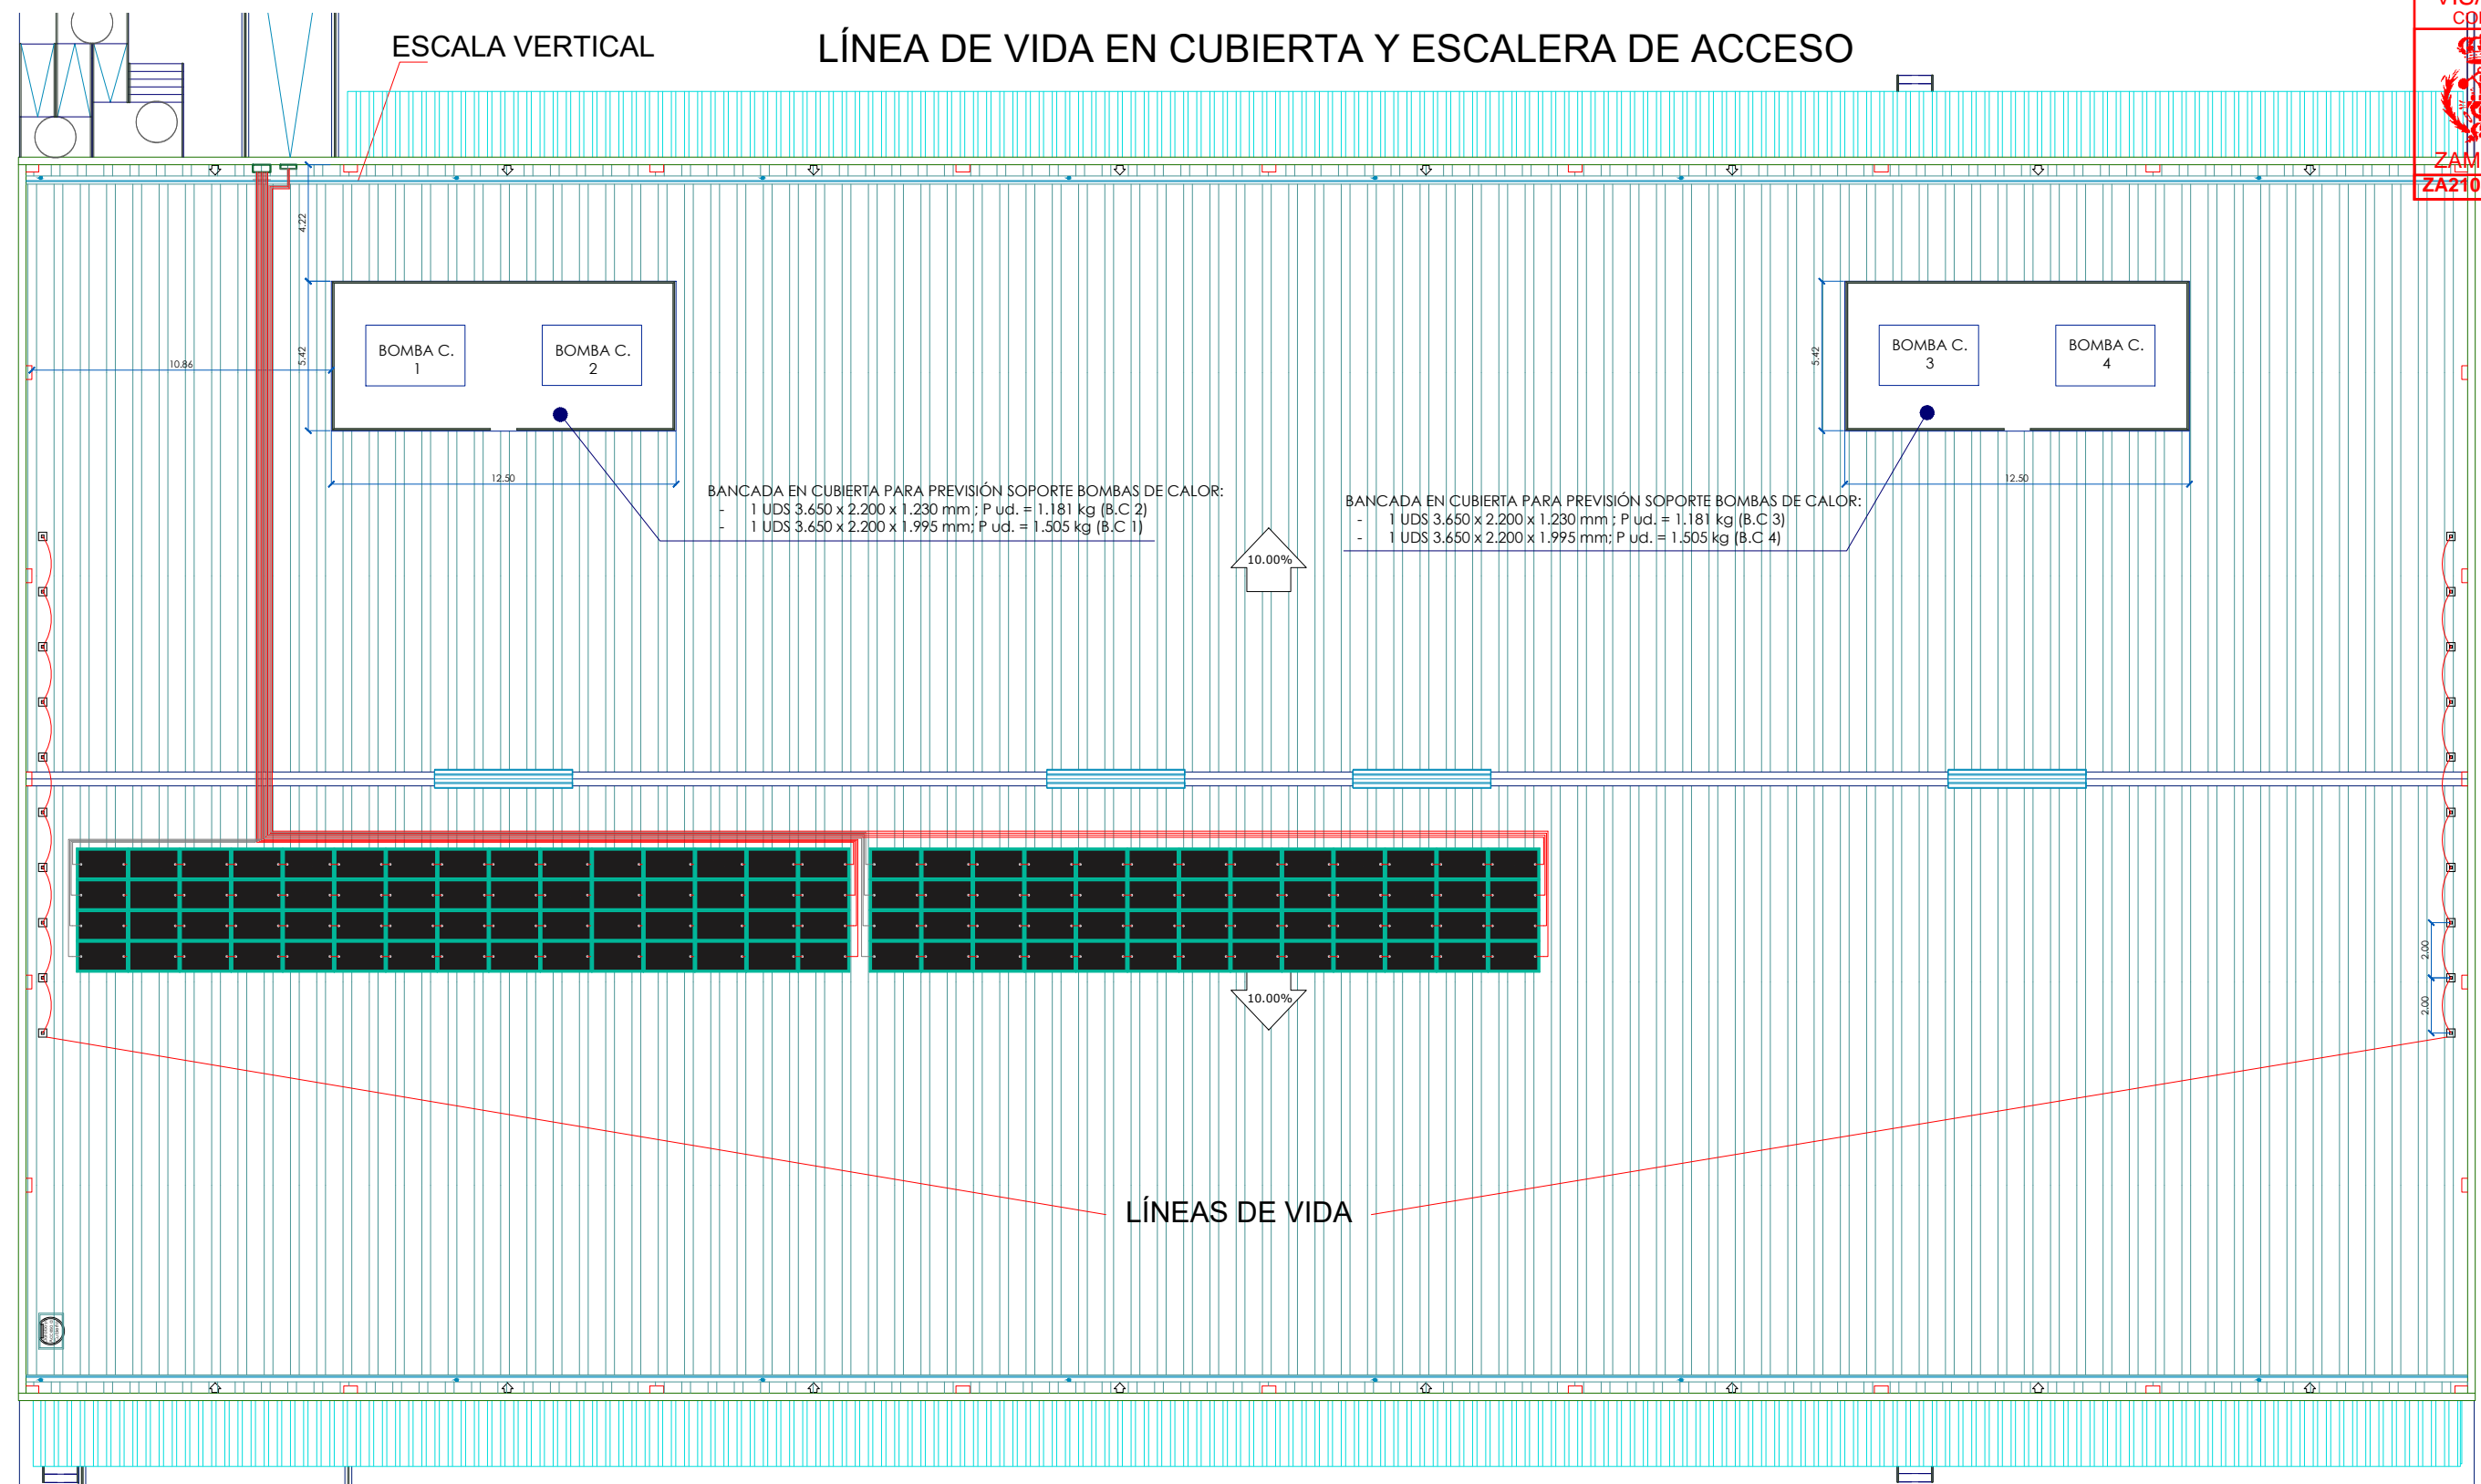 ESCALA VERTICAL
LÍNEA DE VIDA EN CUBIERTA Y ESCALERA DE ACCESO
ZA210
4.22
5.42
10.86
BOMBA C.
1
BOMBA C.
2
12.50
5.42
BOMBA C.
3
BOMBA C.
4
12.50
BANCADA EN CUBIERTA PARA PREVISIÓN SOPORTE BOMBAS DE CALOR:
- 1 UDS 3.650 x 2.200 x 1.230 mm ; P ud. = 1.181 kg (B.C 2)
- 1 UDS 3.650 x 2.200 x 1.995 mm; P ud. = 1.505 kg (B.C 1)
BANCADA EN CUBIERTA PARA PREVISIÓN SOPORTE BOMBAS DE CALOR:
- 1 UDS 3.650 x 2.200 x 1.230 mm ; P ud. = 1.181 kg (B.C 3)
- 1 UDS 3.650 x 2.200 x 1.995 mm; P ud. = 1.505 kg (B.C 4)
10.00%
10.00%
2.00
2.00
LÍNEAS DE VIDA